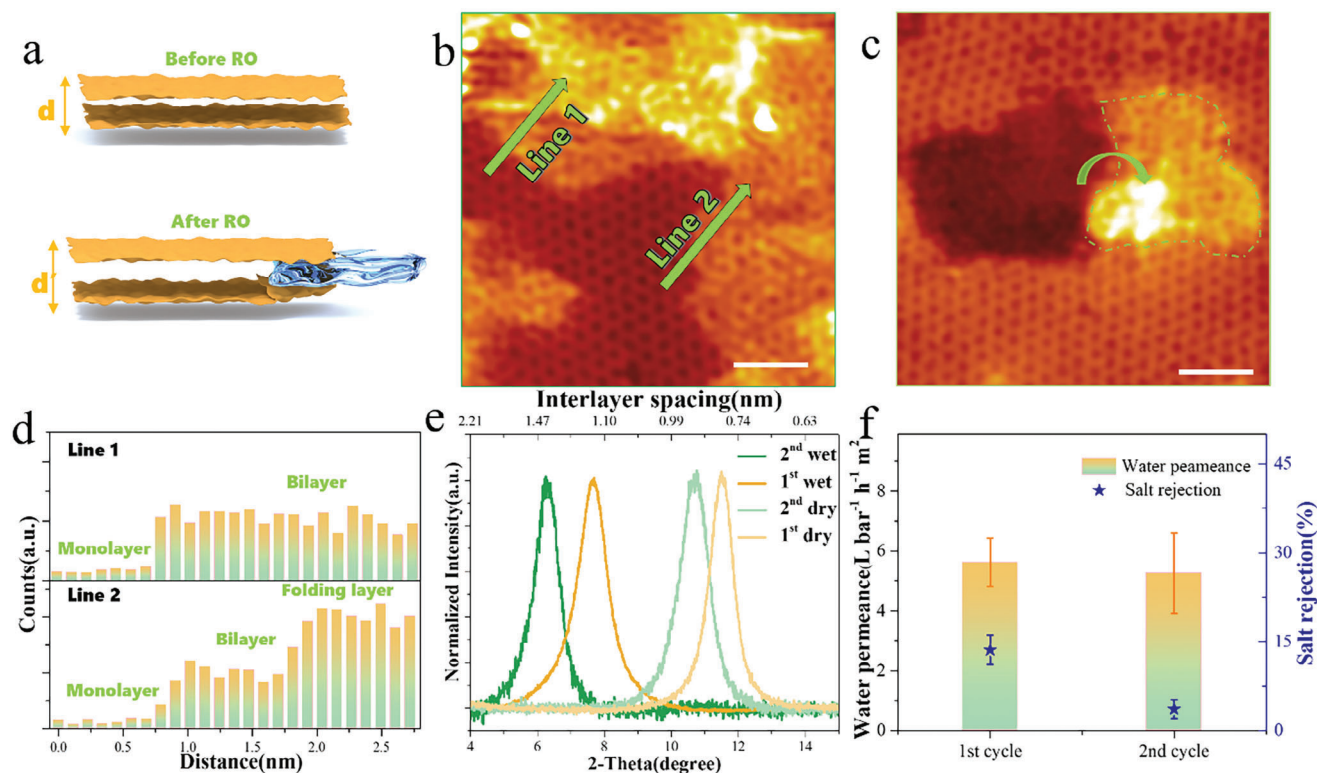 a
Before RO
d
After RO
d
b
Line 1
Line 2
c
d
Line 1
Bilayer
Monolayer
Line 2
Folding layer
Bilayer
Monolayer
Counts(a.u.)
0.0 0.5 1.0 1.5 2.0 2.5
Distance(nm)
e
Interlayer spacing(nm)
2.21 1.47 1.10 0.99 0.74 0.63
2nd wet
1st wet
2nd dry
1st dry
Normalized Intensity(a.u.)
4 6 8 10 12 14
2-Theta(degree)
f
Water peameance
Salt rejection
Water permeance(L bar-1 h-1 m2)
8
6
4
2
0
45
30
15
0
Salt rejection(%)
1st cycle 2nd cycle